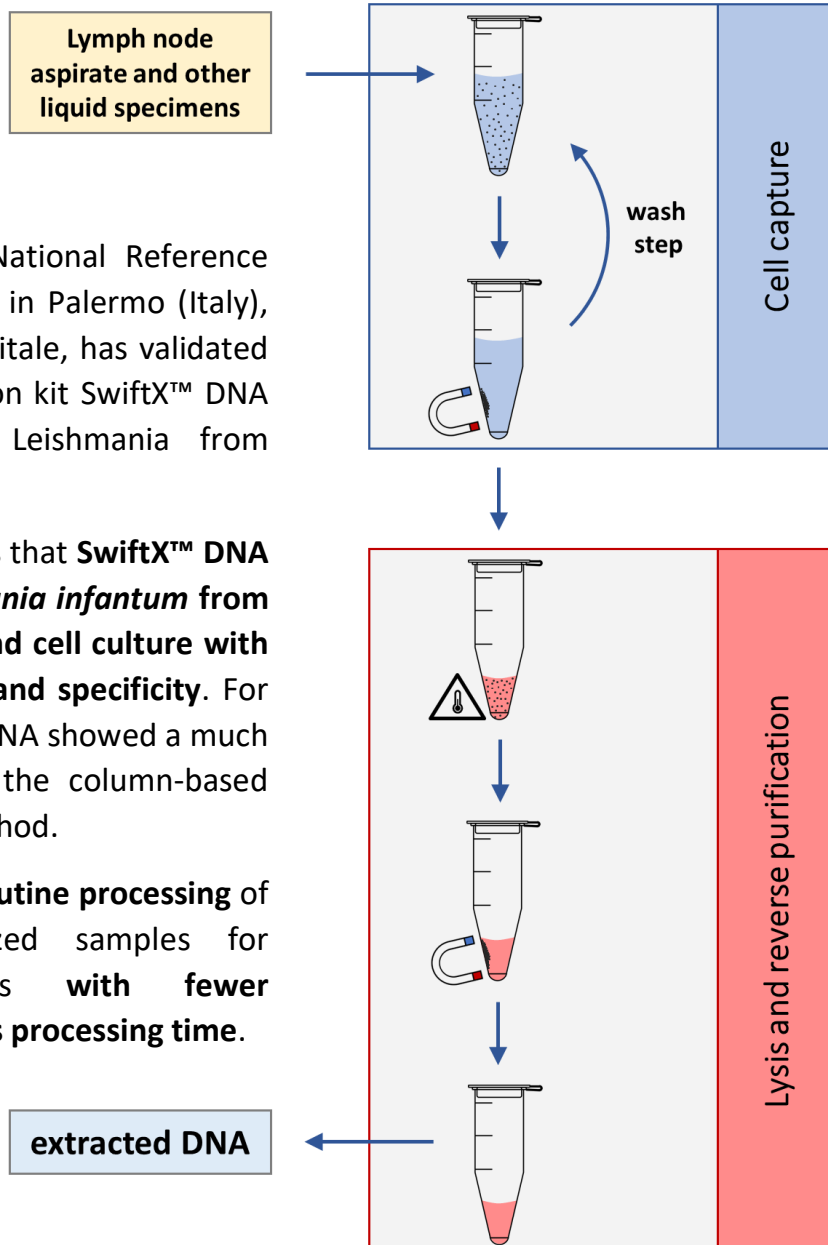 Lymph node
aspirate and other
liquid specimens
wash
step
Cell capture
National Reference
in Palermo (Italy),
itale, has validated
on kit SwiftX™ DNA
Leishmania from
s that SwiftX™ DNA
nia infantum from
nd cell culture with
and specificity. For
NA showed a much
the column-based
hod.
utine processing of
zed samples for
s with fewer
s processing time.
Lysis and reverse purification
extracted DNA